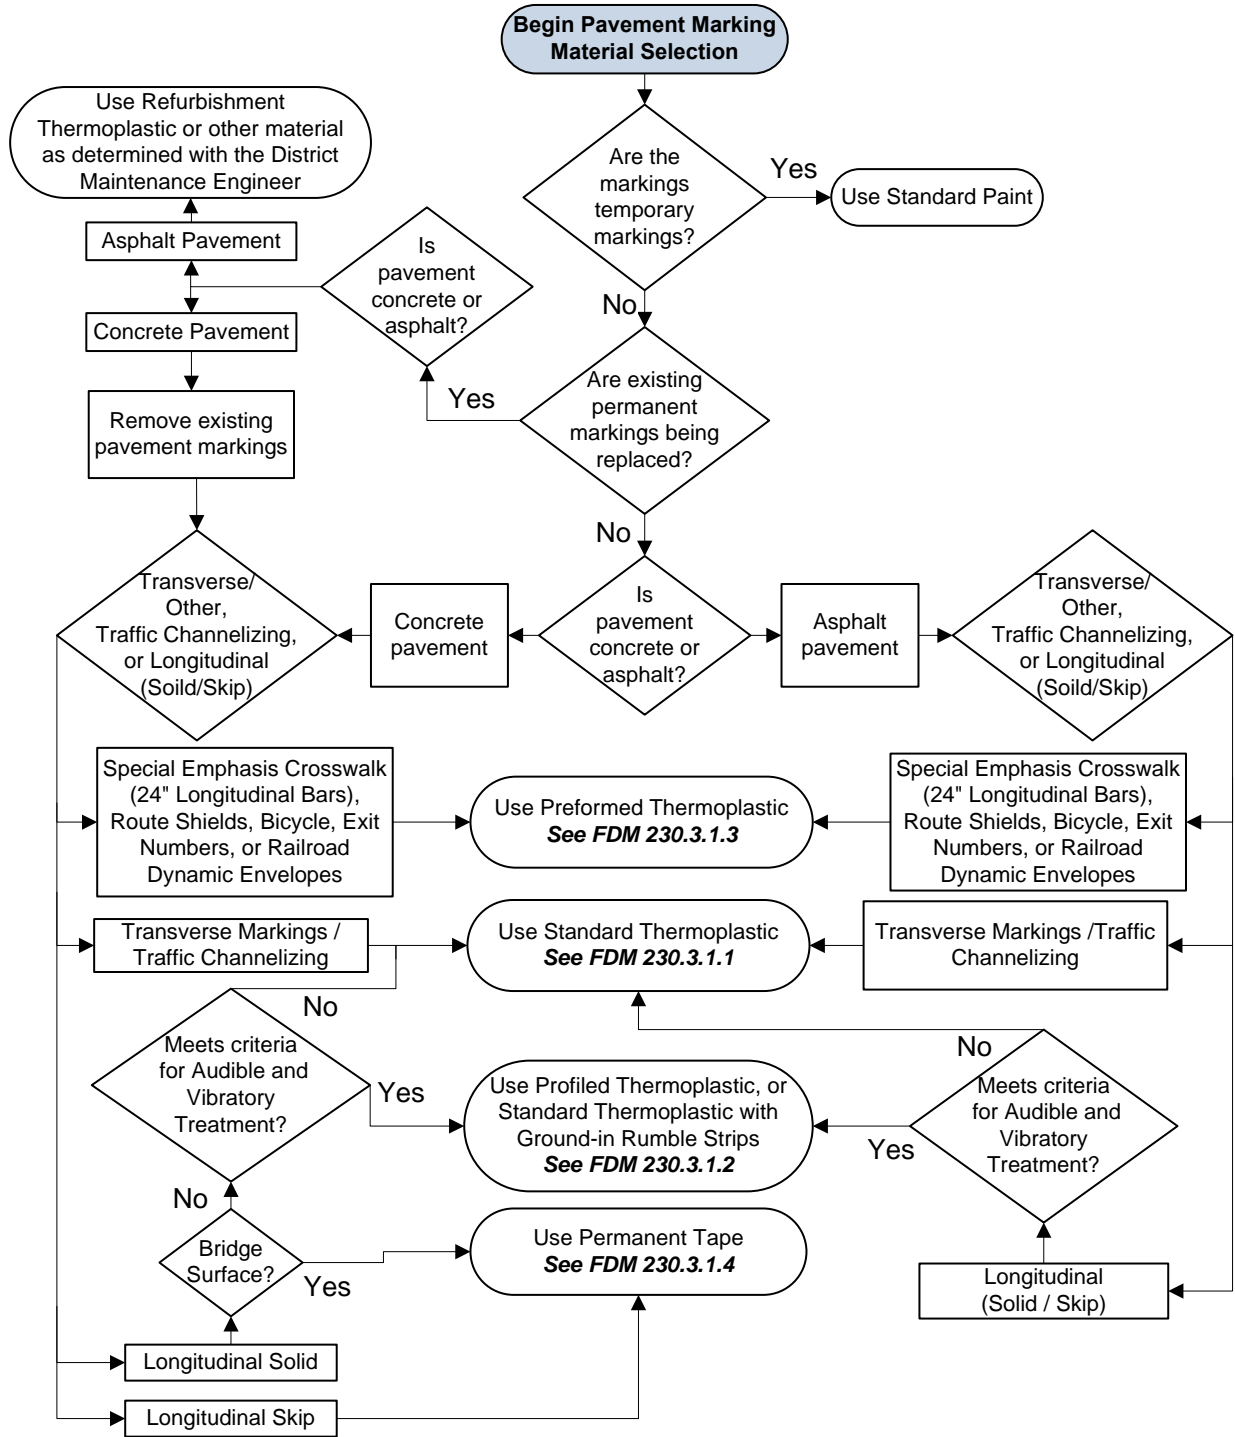 Begin Pavement Marking
Material Selection
Use Refurbishment
Thermoplastic or other material
as determined with the District
Maintenance Engineer
Are the
markings
temporary
markings?
Yes
Use Standard Paint
Asphalt Pavement
Is
pavement
concrete or
asphalt?
No
Concrete Pavement
Are existing
permanent
markings being
replaced?
Yes
Remove existing
pavement markings
No
Transverse/
Other,
Traffic Channelizing,
or Longitudinal
(Soild/Skip)
Concrete
pavement
Is
pavement
concrete or
asphalt?
Asphalt
pavement
Transverse/
Other,
Traffic Channelizing,
or Longitudinal
(Soild/Skip)
Special Emphasis Crosswalk
(24" Longitudinal Bars),
Route Shields, Bicycle, Exit
Numbers, or Railroad
Dynamic Envelopes
Use Preformed Thermoplastic
See FDM 230.3.1.3
Special Emphasis Crosswalk
(24" Longitudinal Bars),
Route Shields, Bicycle, Exit
Numbers, or Railroad
Dynamic Envelopes
Transverse Markings /
Traffic Channelizing
Use Standard Thermoplastic
See FDM 230.3.1.1
Transverse Markings /Traffic
Channelizing
No
Meets criteria
for Audible and
Vibratory
Treatment?
Yes
Use Profiled Thermoplastic, or
Standard Thermoplastic with
Ground-in Rumble Strips
See FDM 230.3.1.2
No
Meets criteria
for Audible and
Vibratory
Treatment?
Yes
No
Bridge
Surface?
Yes
Use Permanent Tape
See FDM 230.3.1.4
Longitudinal
(Solid / Skip)
Longitudinal Solid
Longitudinal Skip